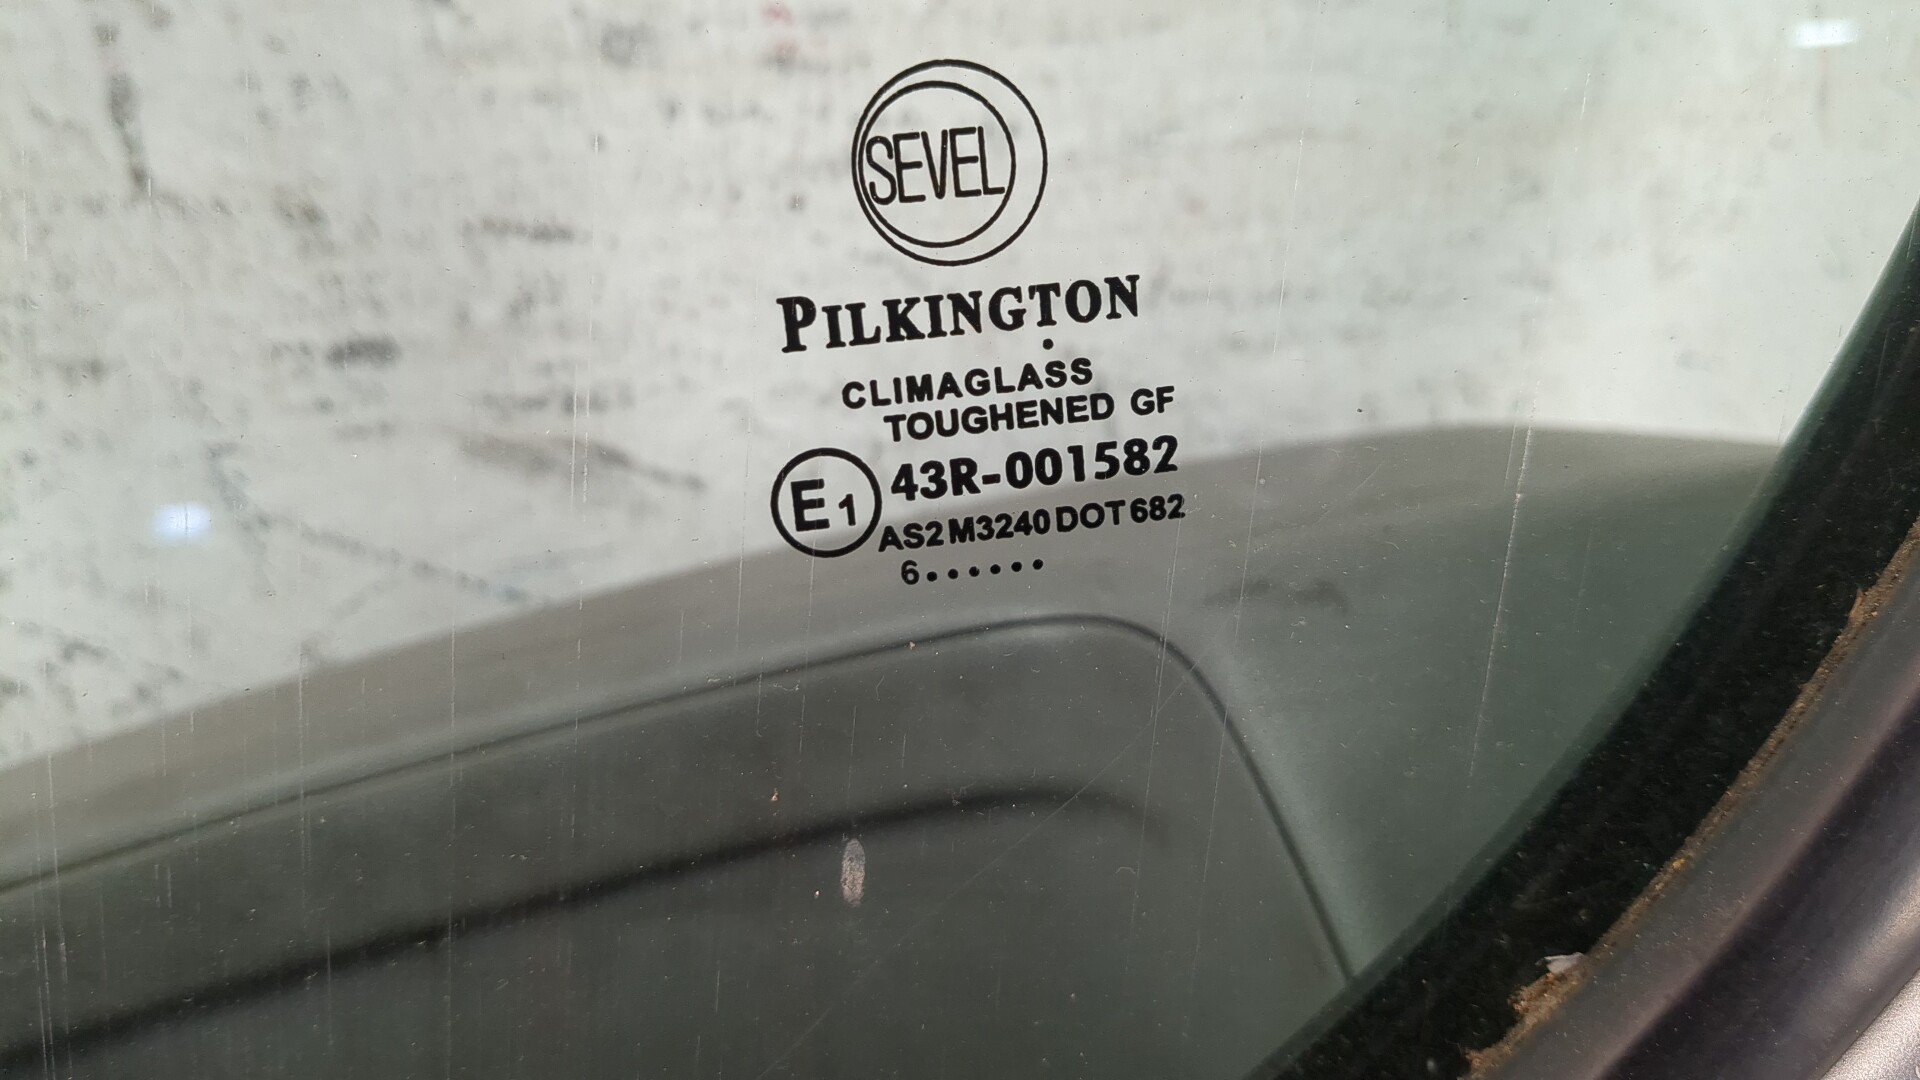 SEVEL
PILKINGTON
CLIMAGLASS
TOUGHENED GF
E1 43R-001582
AS2 M3240 DOT 682
6••••••